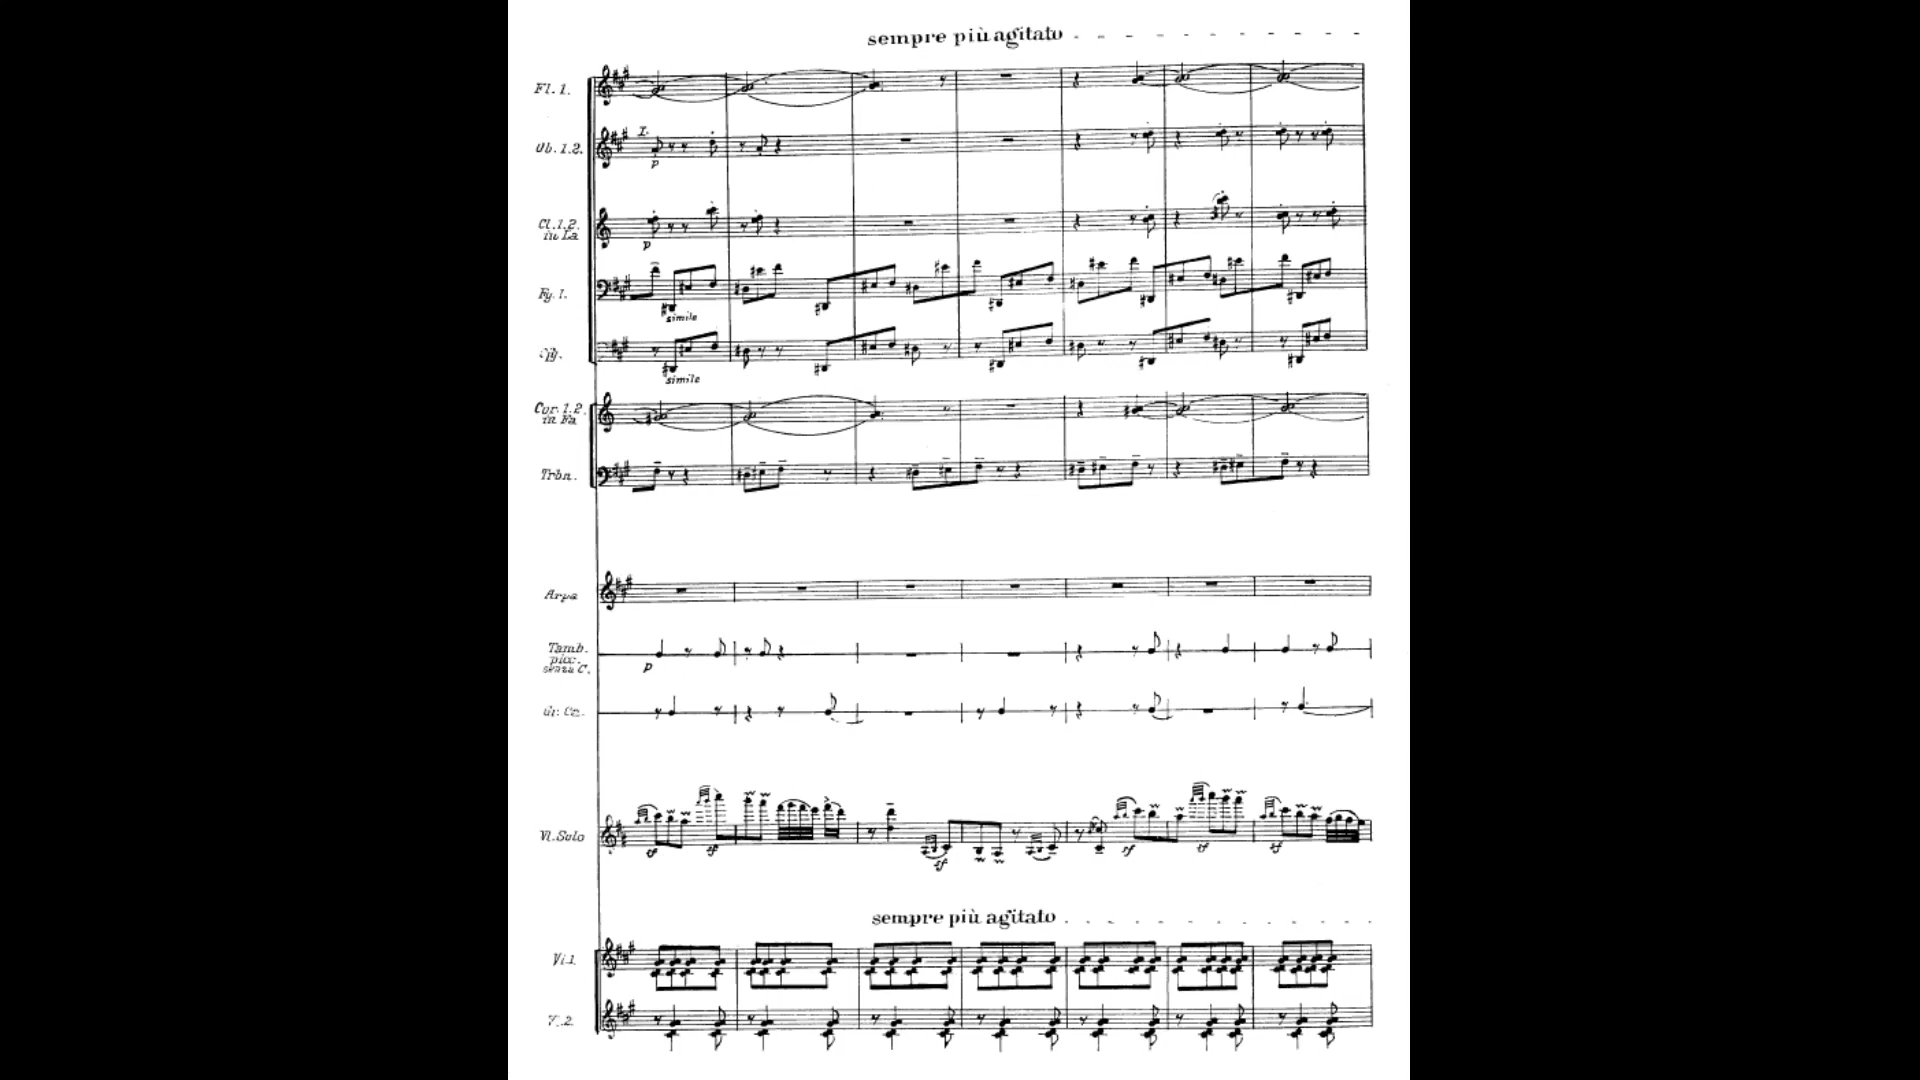 sempre più agitato
Fl. 1.
I.
Ob. 1.2.
p
Cl. 1.2.
in La
p
Fg. 1.
simile
Cfg.
simile
Cor. 1.2.
in Fa
Trbn.
Arpa
Tamb.
picc.
senza C.
p
Gr. Cz.
Vl. Solo
sf sf sf sf sf sf
sempre più agitato
Vl.1
V.2.